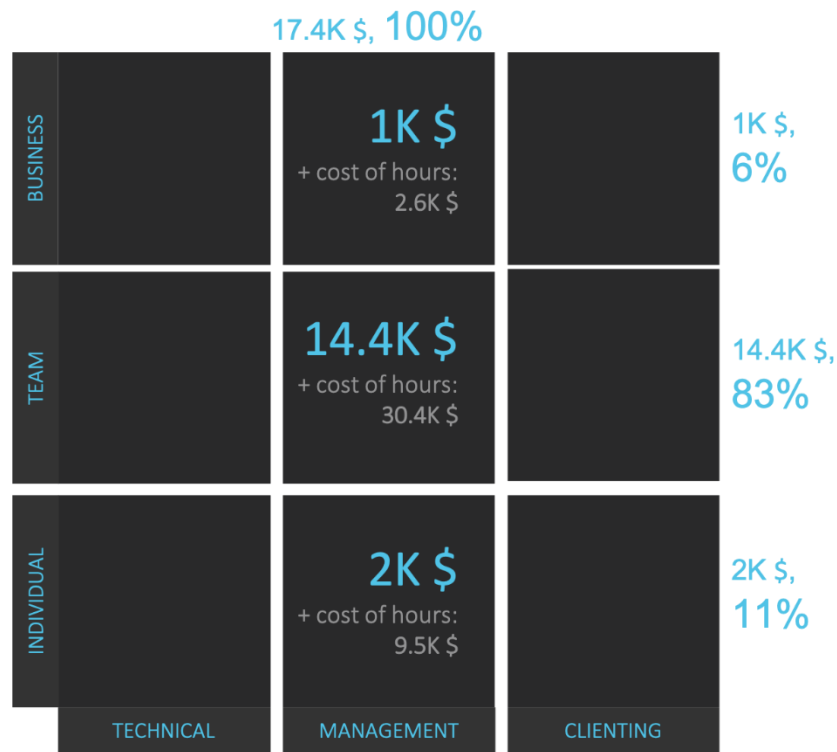 17.4K $, 100%
BUSINESS
1K $
+ cost of hours:
2.6K $
1K $,
6%
TEAM
14.4K $
+ cost of hours:
30.4K $
14.4K $,
83%
INDIVIDUAL
2K $
+ cost of hours:
9.5K $
2K $,
11%
TECHNICAL
MANAGEMENT
CLIENTING